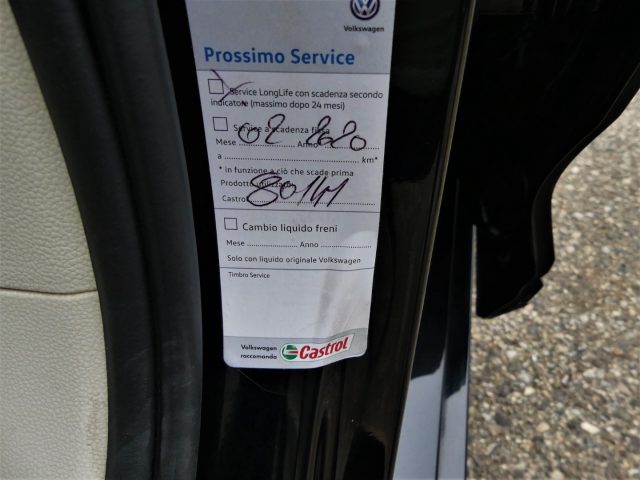 Volkswagen
Prossimo Service
Service LongLife con scadenza secondo
indicatore (massimo dopo 24 mesi)
Service a scadenza fissa
Mese 02 Anno 2020
a ........ km*
* in funzione a ciò che scade prima
Prodotto utilizzato
Castrol
Cambio liquido freni
Mese ........ Anno ........
Solo con liquido originale Volkswagen
Timbro Service
Volkswagen
raccomanda Castrol